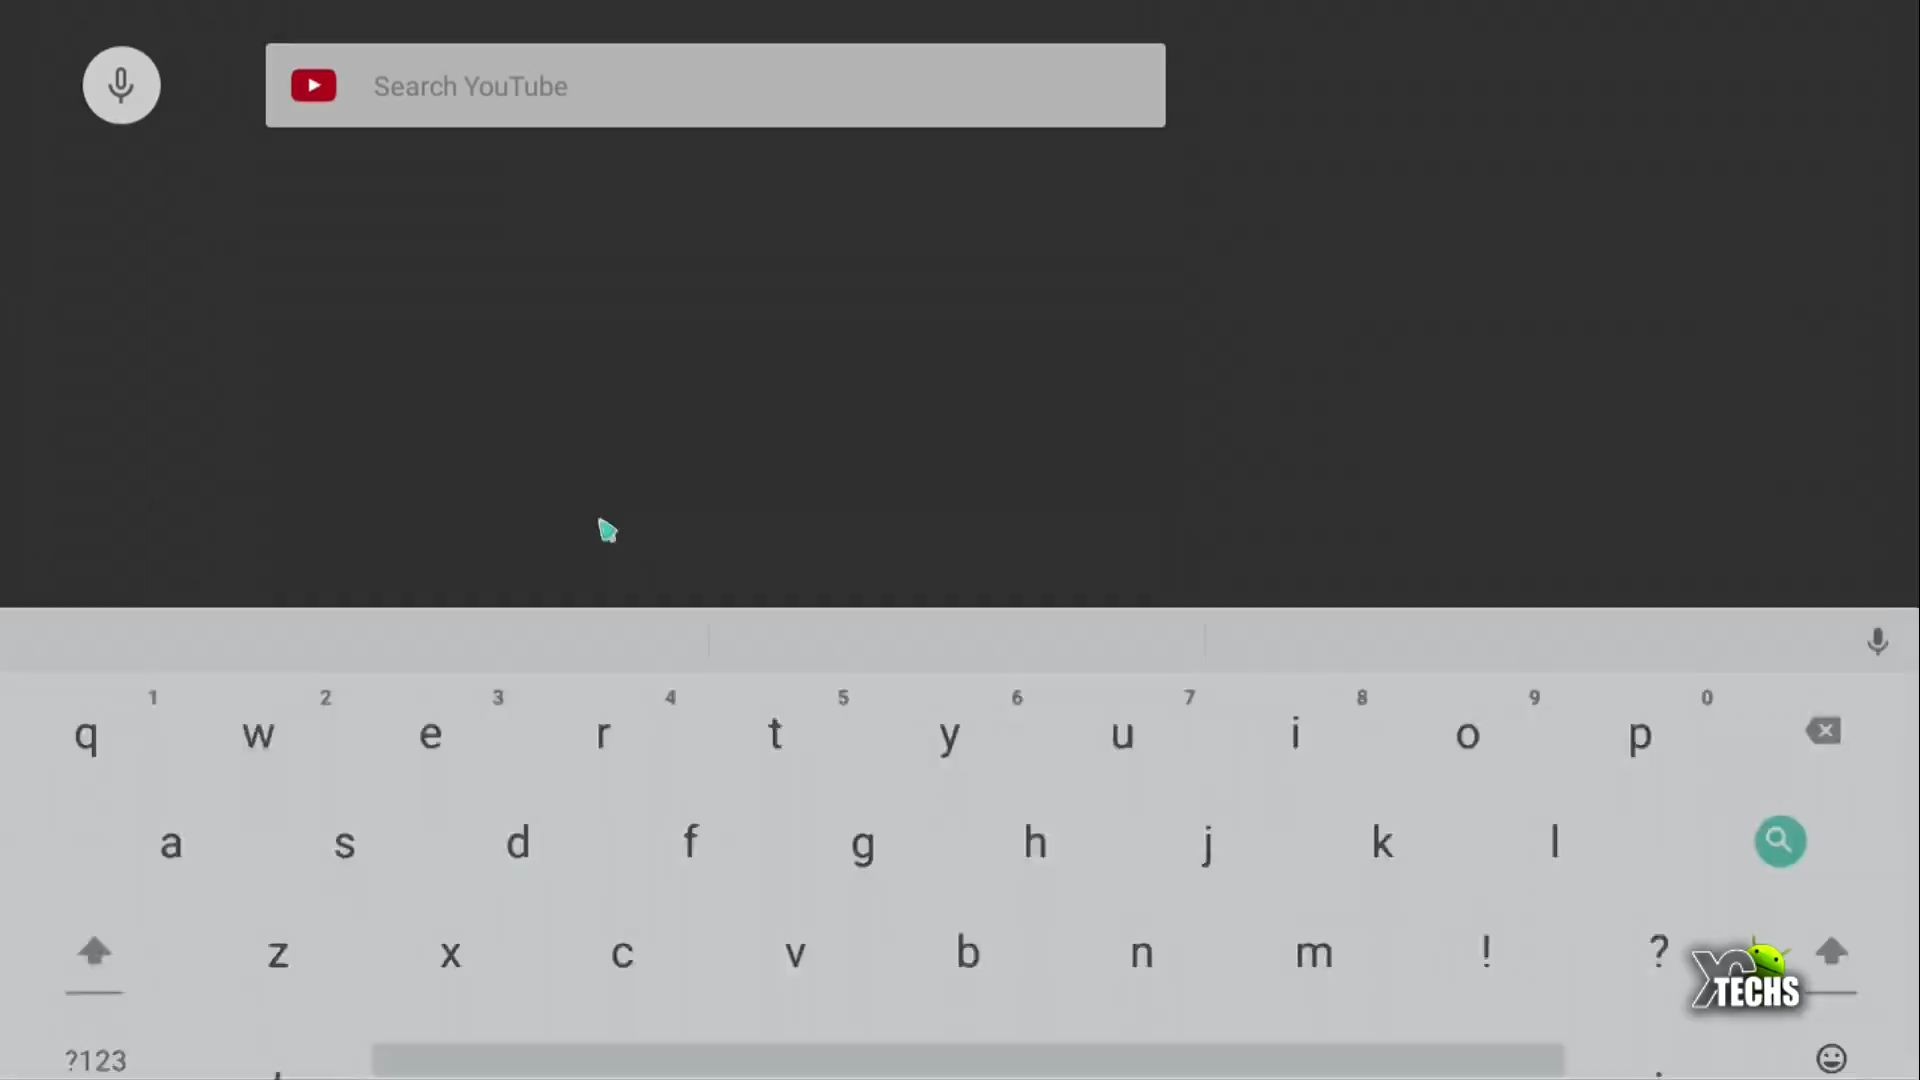 Search YouTube
1 2 3 4 5 6 7 8 9 0
q w e r t y u i o p
a s d f g h j k l
z x c v b n m ! ?
TECHS
?123 .